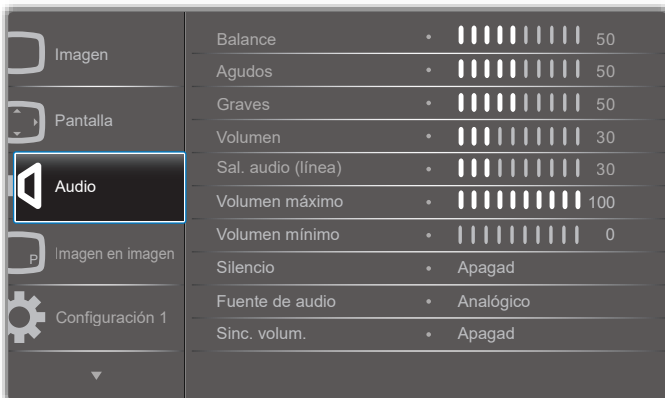 Imagen
Pantalla
Audio
P
Imagen en imagen
Configuración 1
Balance • 50
Agudos • 50
Graves • 50
Volumen • 30
Sal. audio (línea) • 30
Volumen máximo • 100
Volumen mínimo • 0
Silencio • Apagad
Fuente de audio • Analógico
Sinc. volum. • Apagad